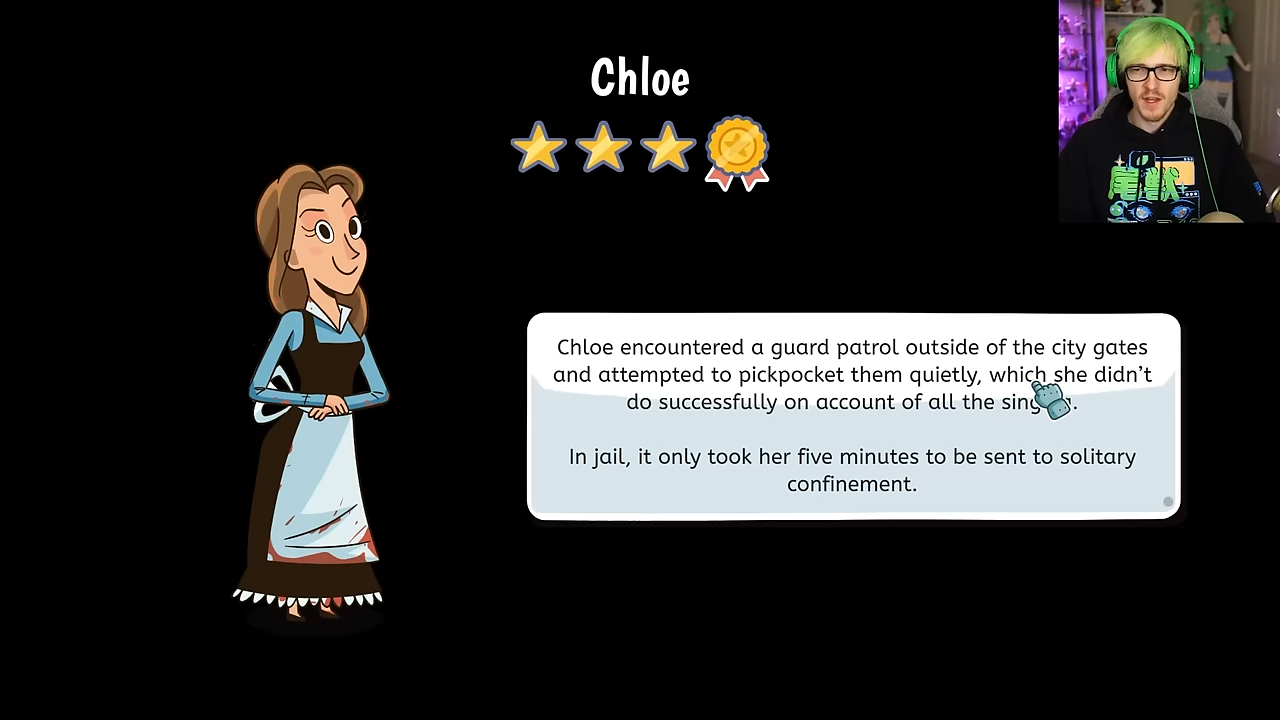 Chloe
Chloe encountered a guard patrol outside of the city gates
and attempted to pickpocket them quietly, which she didn't
do successfully on account of all the
In jail, it only took her five minutes to be sent to solitary
confinement.
尾獣